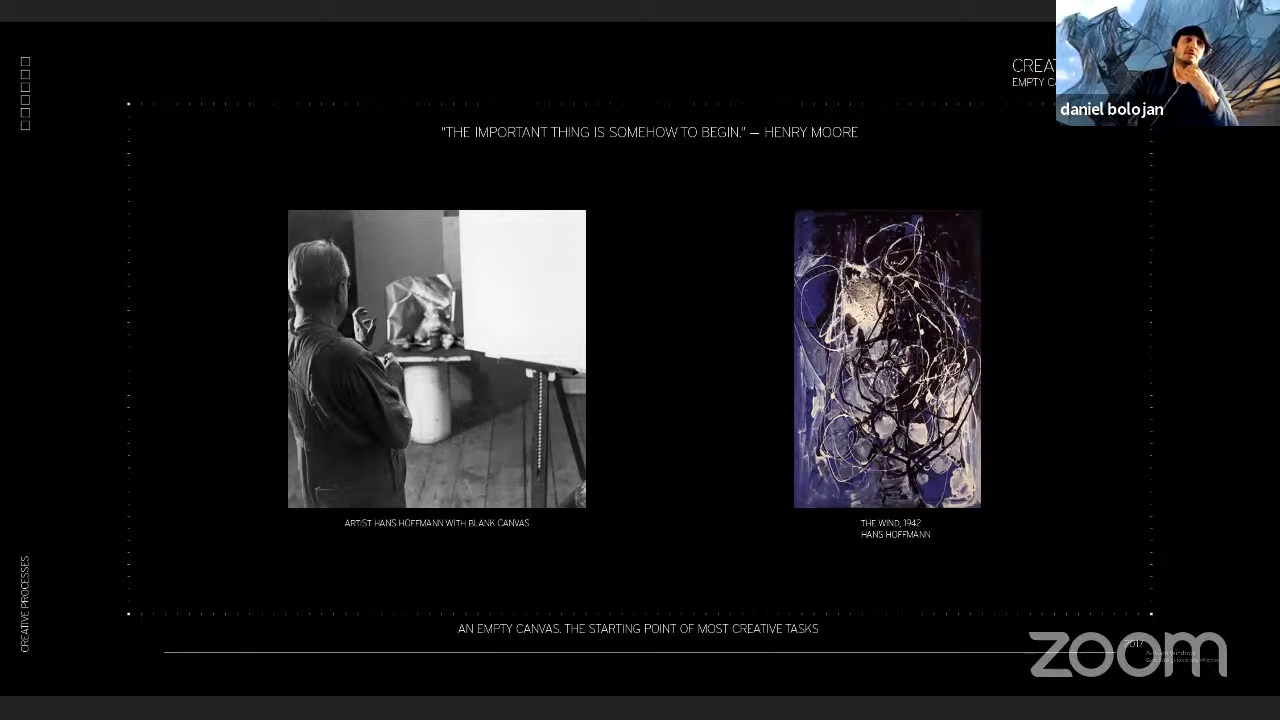 CREAT
EMPTY CA
daniel bolojan
"THE IMPORTANT THING IS SOMEHOW TO BEGIN." — HENRY MOORE
ARTIST HANS HOFFMANN WITH BLANK CANVAS
THE WIND, 1942
HANS HOFFMANN
CREATIVE PROCESSES
AN EMPTY CANVAS. THE STARTING POINT OF MOST CREATIVE TASKS
2017
zoom